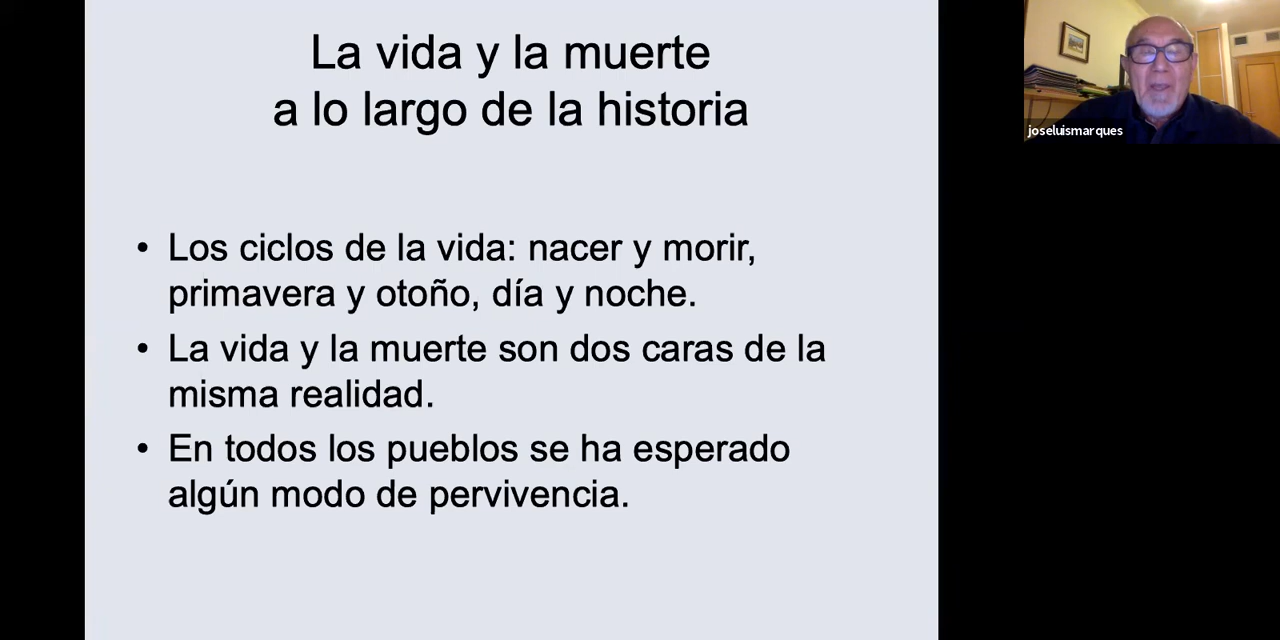 La vida y la muerte
a lo largo de la historia
• Los ciclos de la vida: nacer y morir,
primavera y otoño, día y noche.
• La vida y la muerte son dos caras de la
misma realidad.
• En todos los pueblos se ha esperado
algún modo de pervivencia.
joseluismarques